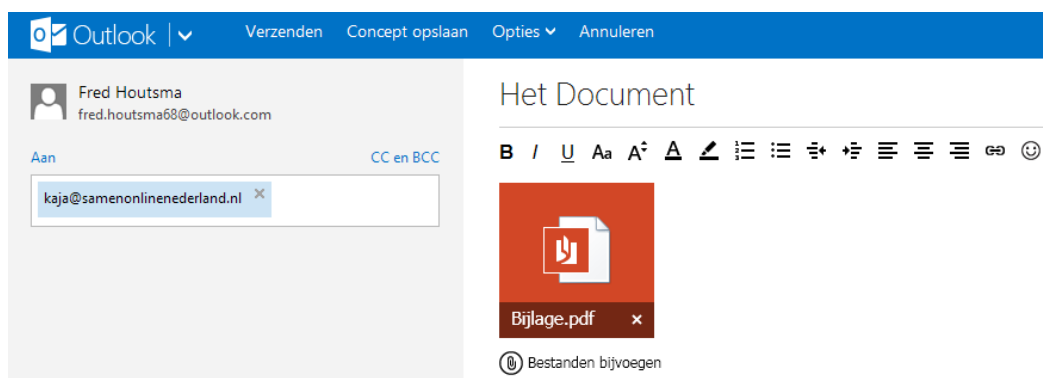 Outlook Verzenden Concept opslaan Opties Annuleren
Fred Houtsma
fred.houtsma68@outlook.com
Aan CC en BCC
kaja@samenonlinenederland.nl
Het Document
B I U Aa A A
Bijlage.pdf
Bestanden bijvoegen